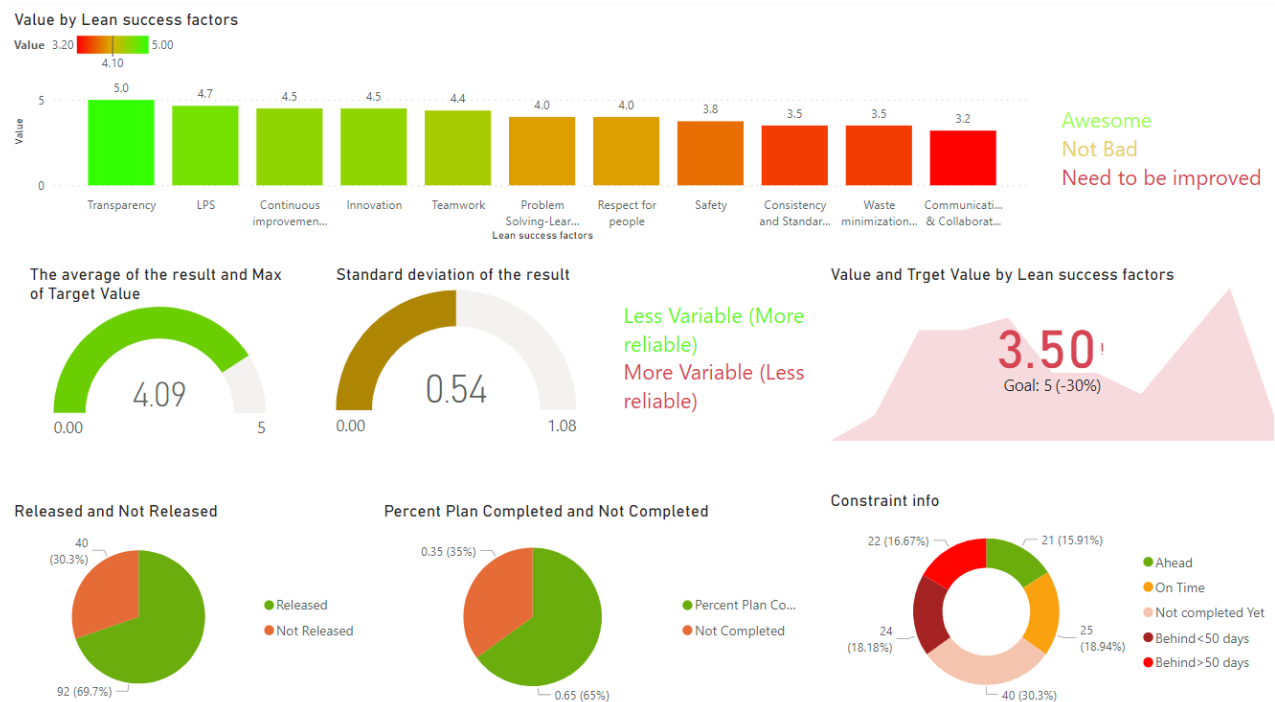 Value by Lean success factors
Value 3.20 5.00
4.10
5.0 4.7 4.5 4.5 4.4 4.0 4.0 3.8 3.5 3.5 3.2
5
Value
0
Transparency LPS Continuous Innovation Teamwork Problem Respect for Safety Consistency Waste Communicati...
improvemen... Solving-Lear... people and Standar... minimization... & Collaborat...
Lean success factors
Awesome
Not Bad
Need to be improved
The average of the result and Max
of Target Value
4.09
0.00 5
Standard deviation of the result
0.54
0.00 1.08
Less Variable (More
reliable)
More Variable (Less
reliable)
Value and Trget Value by Lean success factors
3.50!
Goal: 5 (-30%)
Released and Not Released
40
(30.3%)
92 (69.7%)
Released
Not Released
Percent Plan Completed and Not Completed
0.35 (35%)
0.65 (65%)
Percent Plan Co...
Not Completed
Constraint info
22 (16.67%) 21 (15.91%)
24
(18.18%)
25
(18.94%)
40 (30.3%)
Ahead
On Time
Not completed Yet
Behind<50 days
Behind>50 days